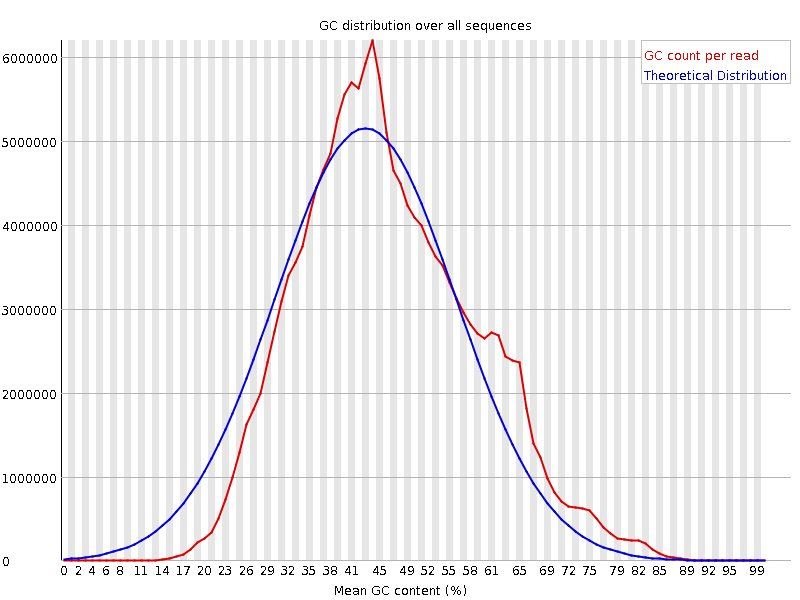 GC distribution over all sequences
GC count per read
Theoretical Distribution
6000000
5000000
4000000
3000000
2000000
1000000
0
0 2 4 6 8 11 14 17 20 23 26 29 32 35 38 41 45 49 52 55 58 61 65 69 72 75 79 82 85 89 92 95 99
Mean GC content (%)